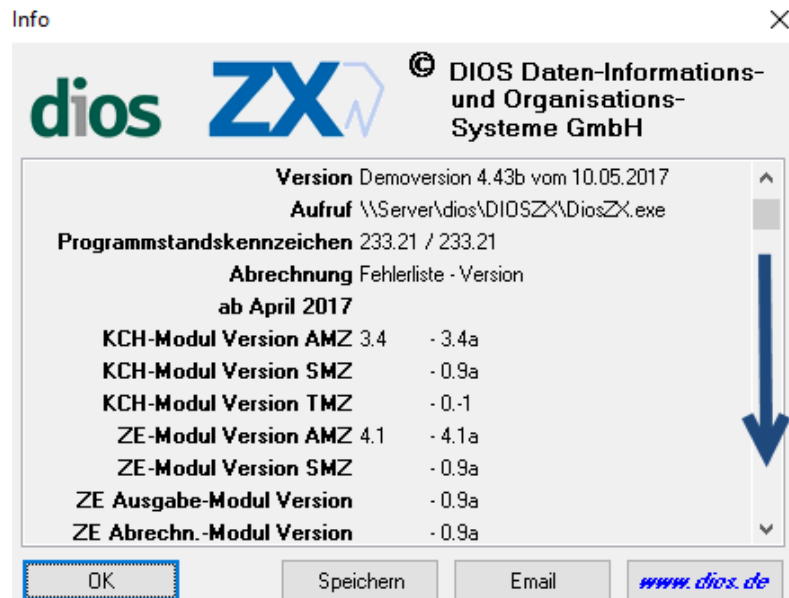 Info
dios ZX © DIOS Daten-Informations-
und Organisations-
Systeme GmbH
Version Demoversion 4.43b vom 10.05.2017
Aufruf \\Server\dios\DIOSZX\DiosZX.exe
Programmstandskennzeichen 233.21 / 233.21
Abrechnung Fehlerliste - Version
ab April 2017
KCH-Modul Version AMZ 3.4 - 3.4a
KCH-Modul Version SMZ - 0.9a
KCH-Modul Version TMZ - 0.-1
ZE-Modul Version AMZ 4.1 - 4.1a
ZE-Modul Version SMZ - 0.9a
ZE Ausgabe-Modul Version - 0.9a
ZE Abrechn.-Modul Version - 0.9a
OK Speichern Email www.dios.de